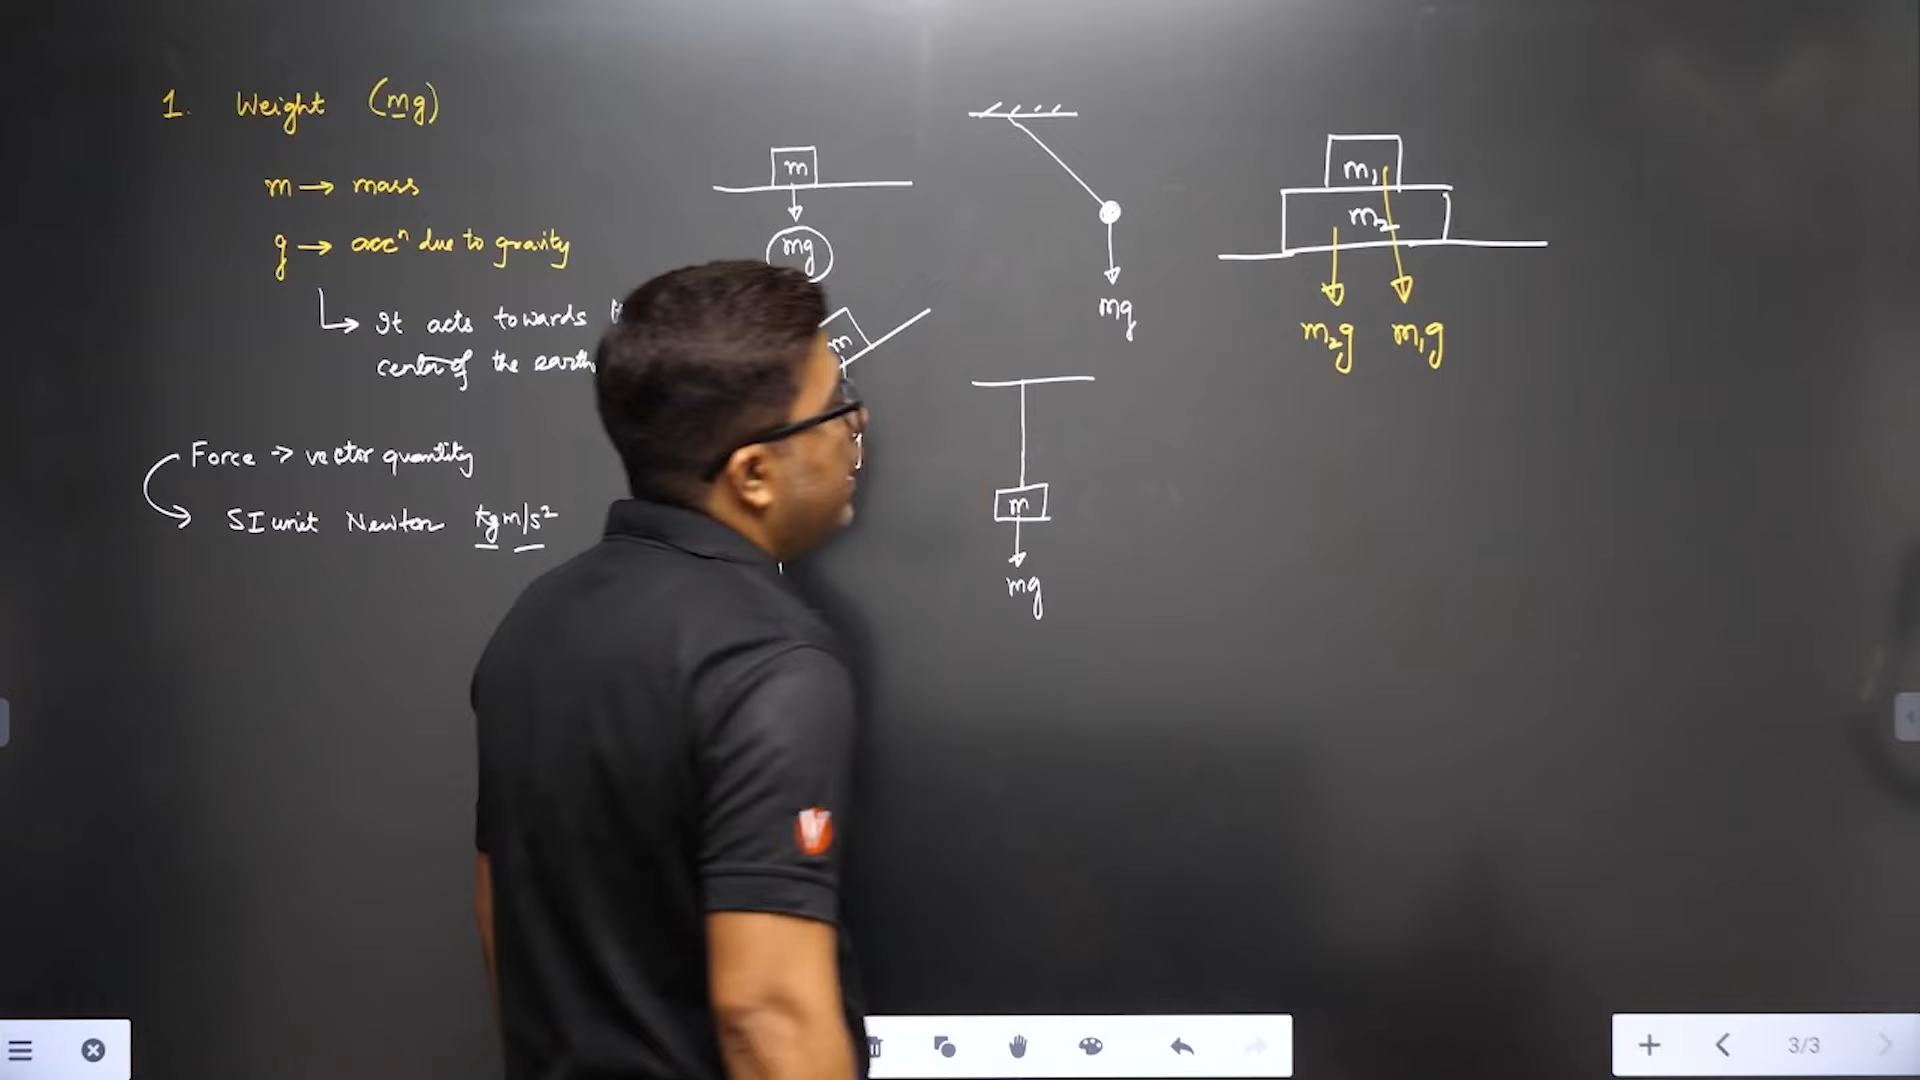 1. Weight (mg)
m → mass
g → accⁿ due to gravity
↳ It acts towards
center of the earth
Force → vector quantity
SI unit Newton kgm/s²
m
mg
m
mg
m
mg
m₁
m₂
m₂g m₁g
3/3